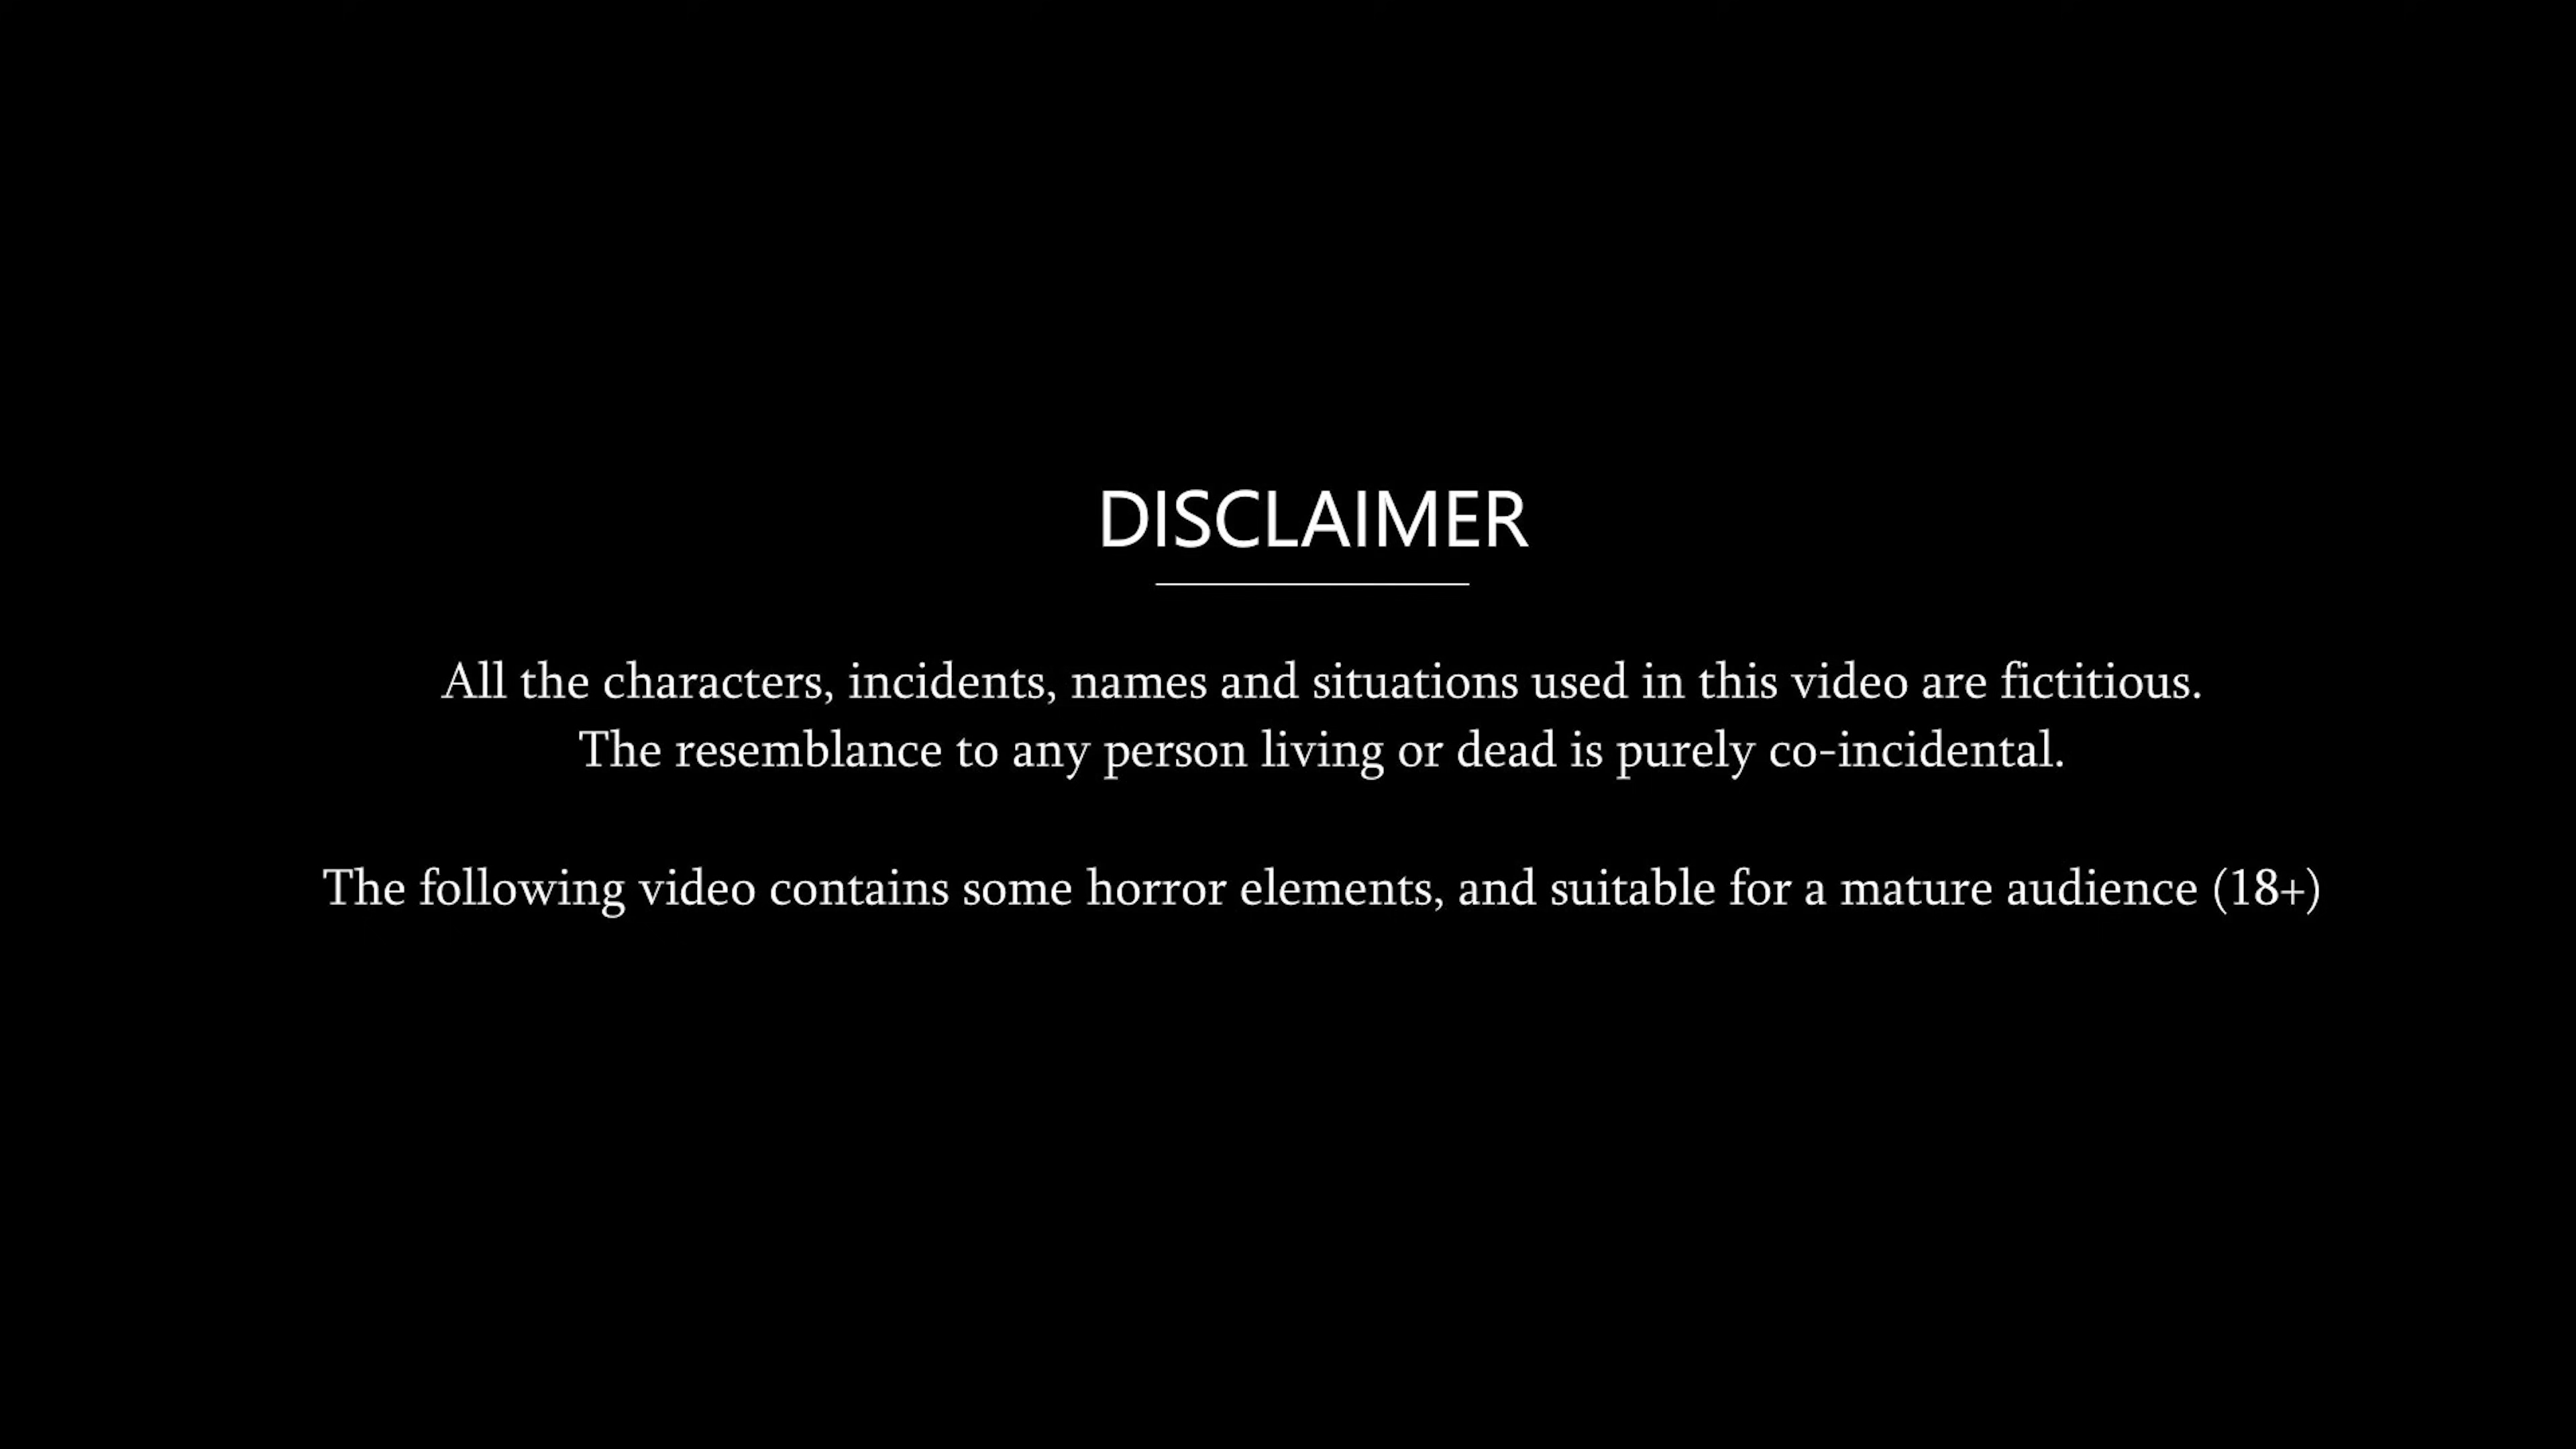 DISCLAIMER
All the characters, incidents, names and situations used in this video are fictitious.
The resemblance to any person living or dead is purely co-incidental.
The following video contains some horror elements, and suitable for a mature audience (18+)